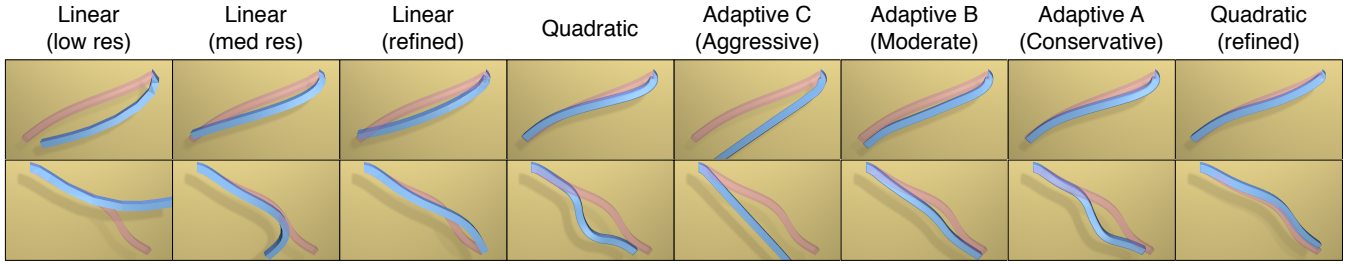 Linear
(low res)
Linear
(med res)
Linear
(refined)
Quadratic
Adaptive C
(Aggressive)
Adaptive B
(Moderate)
Adaptive A
(Conservative)
Quadratic
(refined)